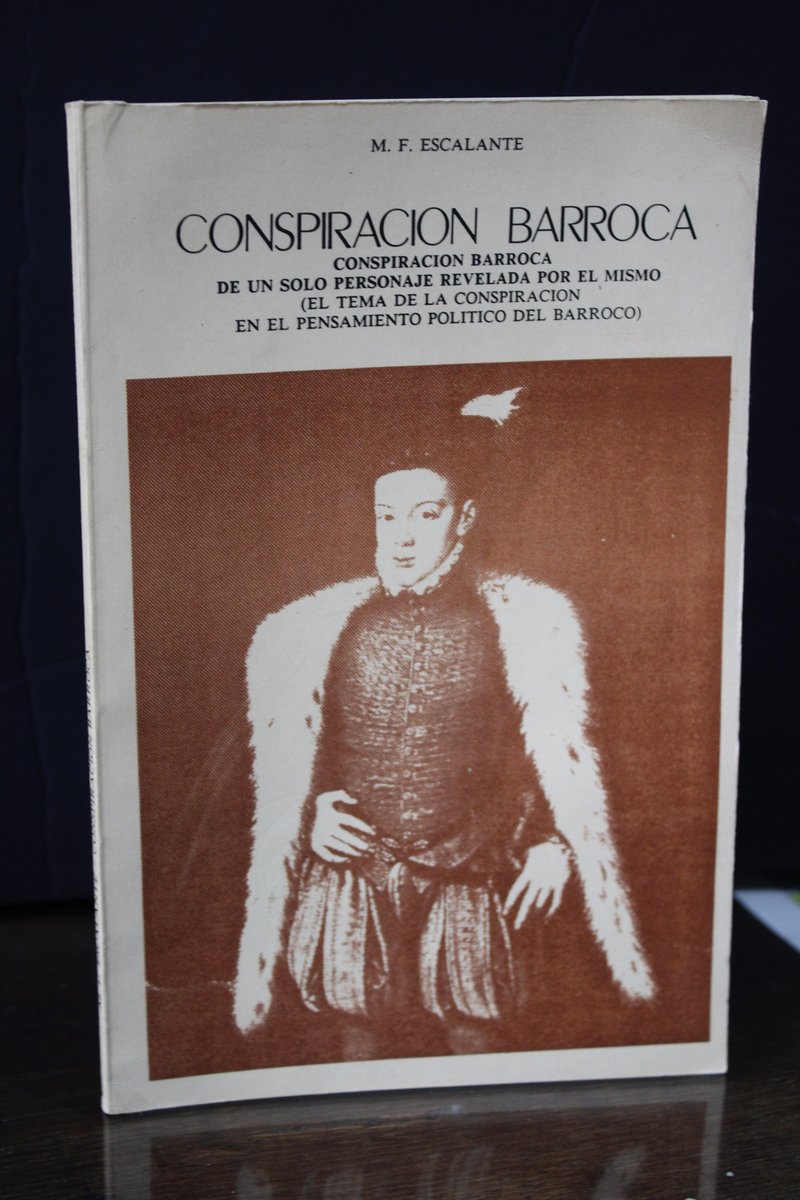 M. F. ESCALANTE
CONSPIRACION BARROCA
CONSPIRACION BARROCA
DE UN SOLO PERSONAJE REVELADA POR EL MISMO
(EL TEMA DE LA CONSPIRACION
EN EL PENSAMIENTO POLITICO DEL BARROCO)